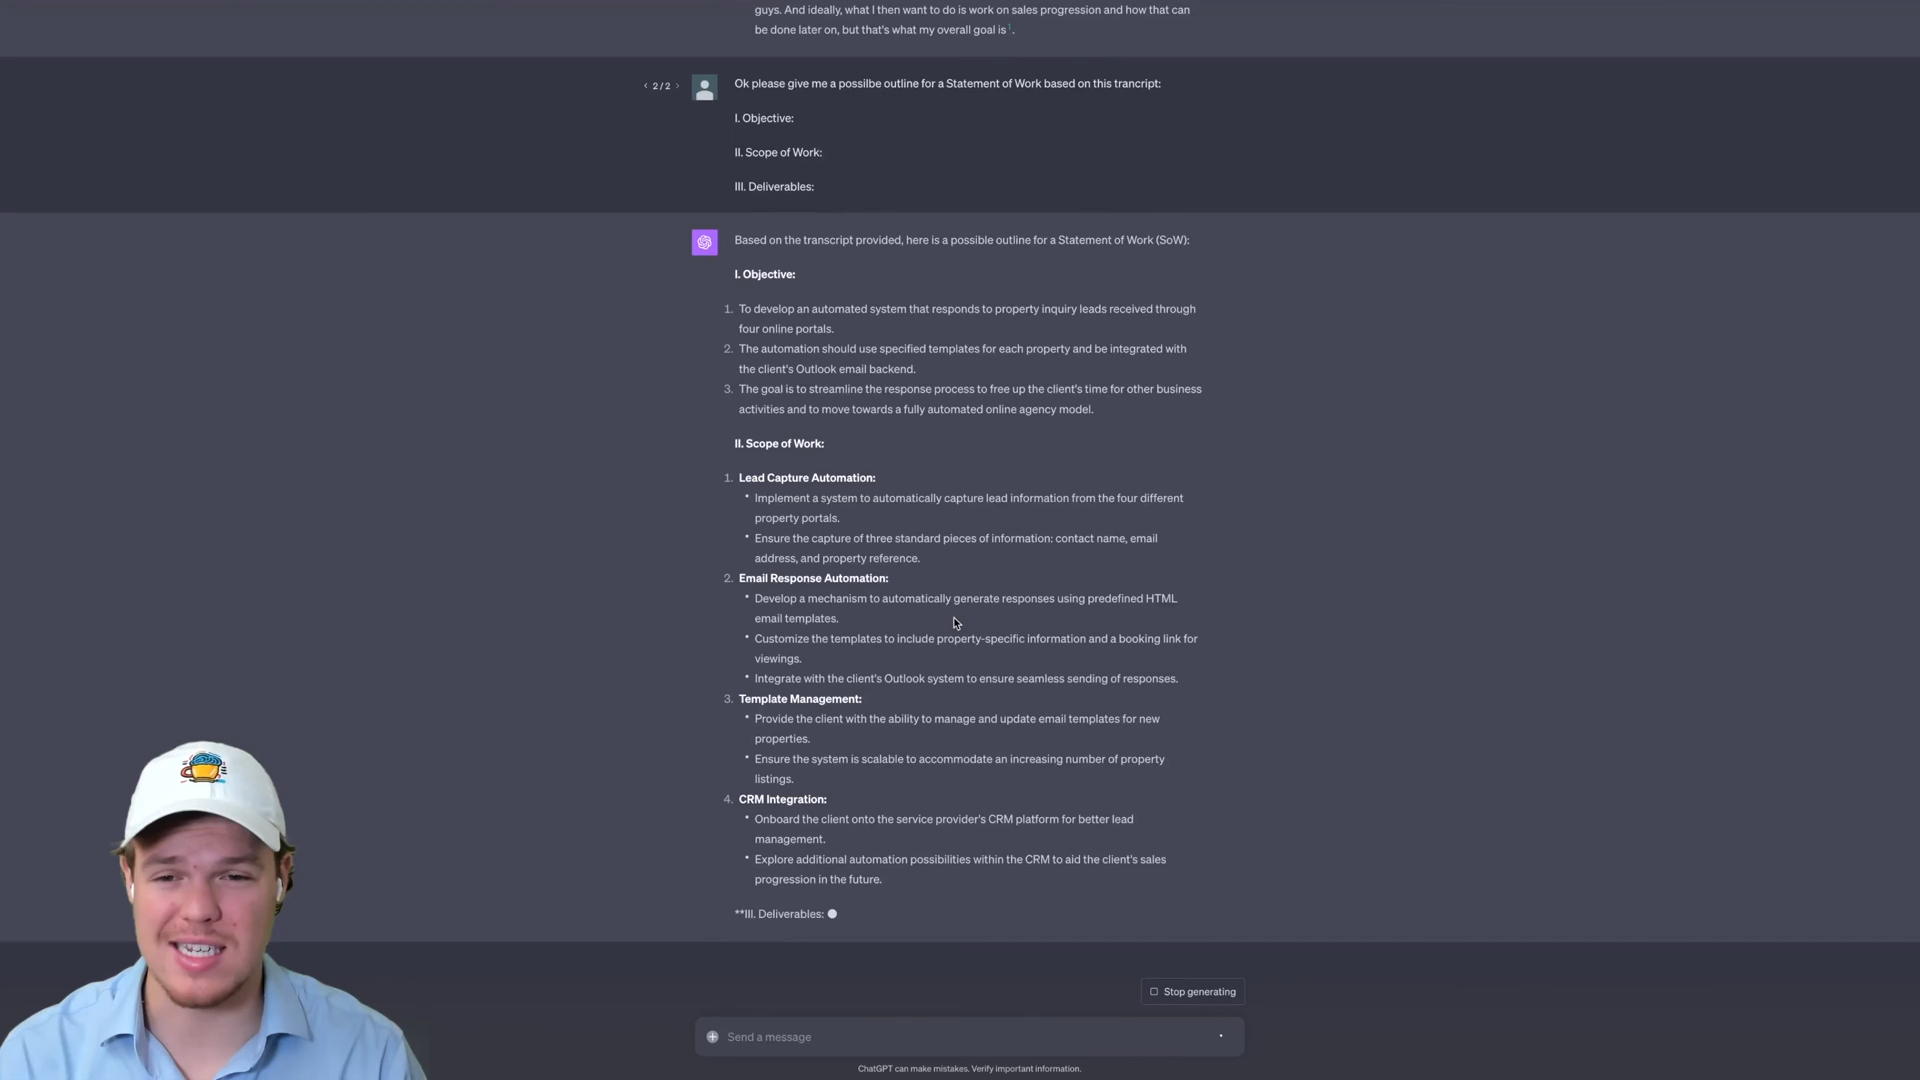 guys. And ideally, what I then want to do is work on sales progression and how that can
be done later on, but that's what my overall goal is1.
< 2 / 2 >
Ok please give me a possilbe outline for a Statement of Work based on this trancript:
I. Objective:
II. Scope of Work:
III. Deliverables:
Based on the transcript provided, here is a possible outline for a Statement of Work (SoW):
I. Objective:
1. To develop an automated system that responds to property inquiry leads received through
four online portals.
2. The automation should use specified templates for each property and be integrated with
the client's Outlook email backend.
3. The goal is to streamline the response process to free up the client's time for other business
activities and to move towards a fully automated online agency model.
II. Scope of Work:
1. Lead Capture Automation:
• Implement a system to automatically capture lead information from the four different
property portals.
• Ensure the capture of three standard pieces of information: contact name, email
address, and property reference.
2. Email Response Automation:
• Develop a mechanism to automatically generate responses using predefined HTML
email templates.
• Customize the templates to include property-specific information and a booking link for
viewings.
• Integrate with the client's Outlook system to ensure seamless sending of responses.
3. Template Management:
• Provide the client with the ability to manage and update email templates for new
properties.
• Ensure the system is scalable to accommodate an increasing number of property
listings.
4. CRM Integration:
• Onboard the client onto the service provider's CRM platform for better lead
management.
• Explore additional automation possibilities within the CRM to aid the client's sales
progression in the future.
**III. Deliverables:
Stop generating
Send a message
ChatGPT can make mistakes. Verify important information.